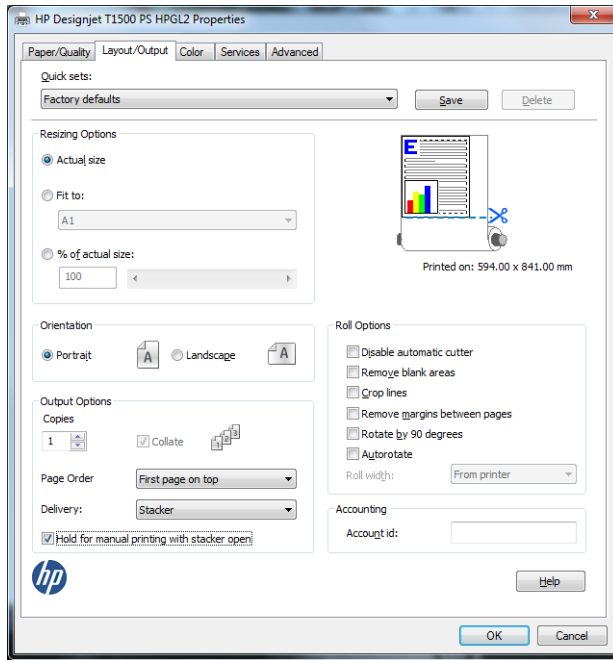 HP Designjet T1500 PS HPGL2 Properties
x
Paper/Quality Layout/Output Color Services Advanced
Quick sets:
Factory defaults Save Delete
Resizing Options
Actual size
Fit to:
A1
% of actual size:
100
E
Printed on: 594.00 x 841.00 mm
Orientation
Portrait A Landscape A
Output Options
Copies
1 Collate 1 2 3
Page Order First page on top
Delivery: Stacker
Hold for manual printing with stacker open
Roll Options
Disable automatic cutter
Remove blank areas
Crop lines
Remove margins between pages
Rotate by 90 degrees
Autorotate
Roll width: From printer
Accounting
Account id:
hp
Help
OK Cancel